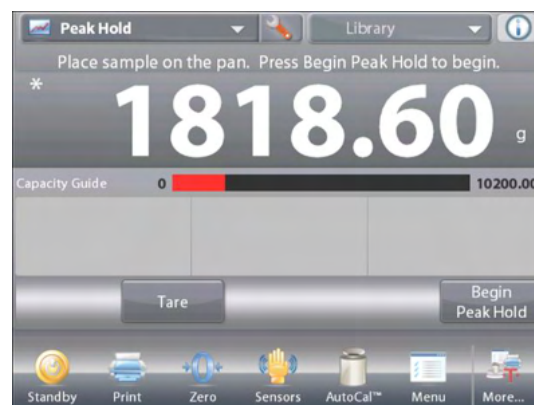 Peak Hold
Library
Place sample on the pan. Press Begin Peak Hold to begin.
* 1818.60 g
Capacity Guide 0 10200.00
Tare
Begin
Peak Hold
Standby Print Zero Sensors AutoCal™ Menu More...